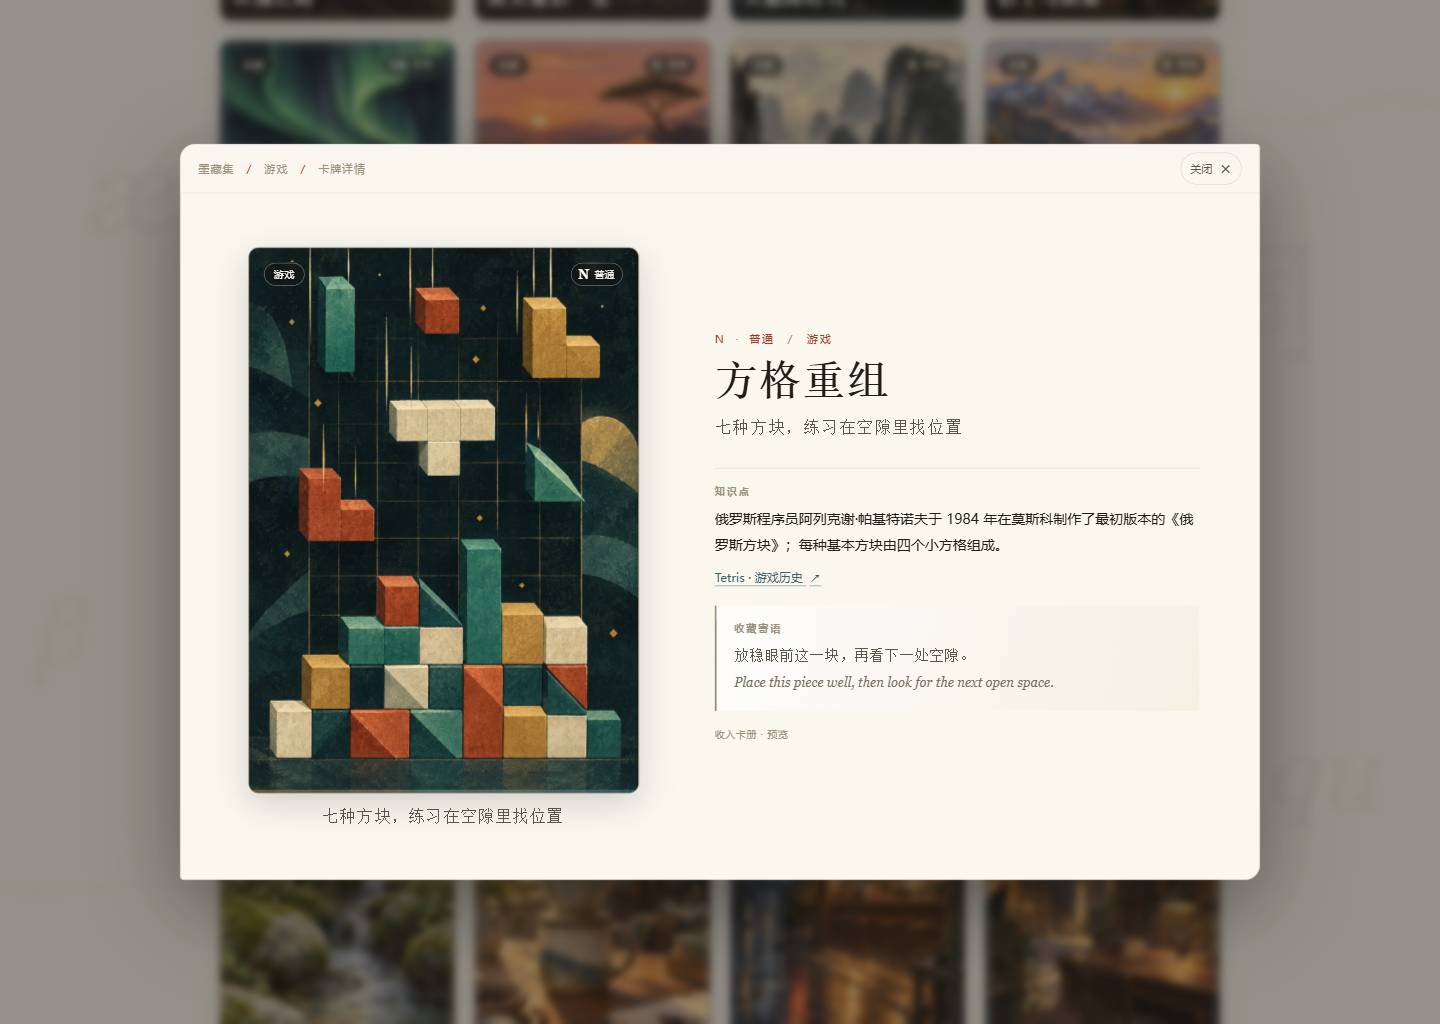 墨藏集 / 游戏 / 卡牌详情
关闭 ×
游戏
N 普通
七种方块，练习在空隙里找位置
N · 普通 / 游戏
方格重组
七种方块，练习在空隙里找位置
知识点
俄罗斯程序员阿列克谢·帕基特诺夫于 1984 年在莫斯科制作了最初版本的《俄
罗斯方块》；每种基本方块由四个小方格组成。
Tetris · 游戏历史 ↗
收藏寄语
放稳眼前这一块，再看下一处空隙。
Place this piece well, then look for the next open space.
收入卡册 · 预览
β
qu